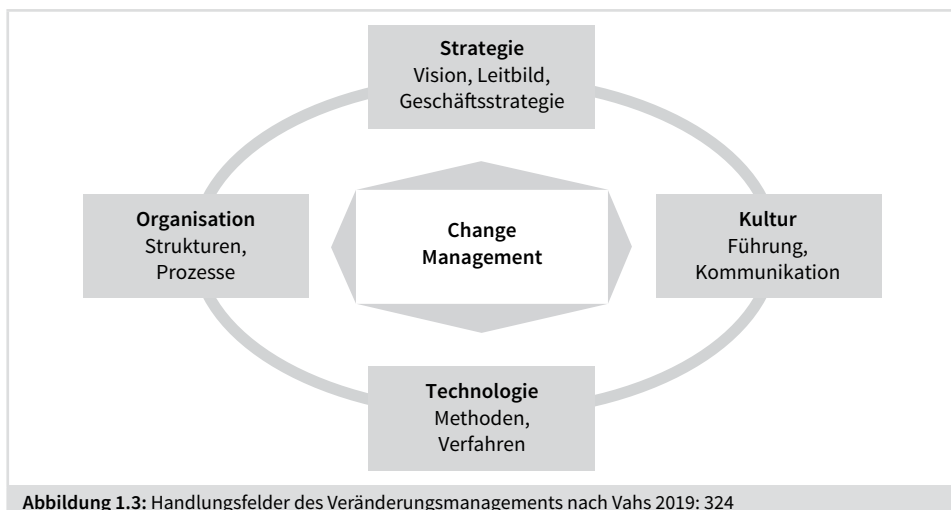 Strategie
Vision, Leitbild,
Geschäftsstrategie
Organisation
Strukturen,
Prozesse
Change
Management
Kultur
Führung,
Kommunikation
Technologie
Methoden,
Verfahren
Abbildung 1.3: Handlungsfelder des Veränderungsmanagements nach Vahs 2019: 324